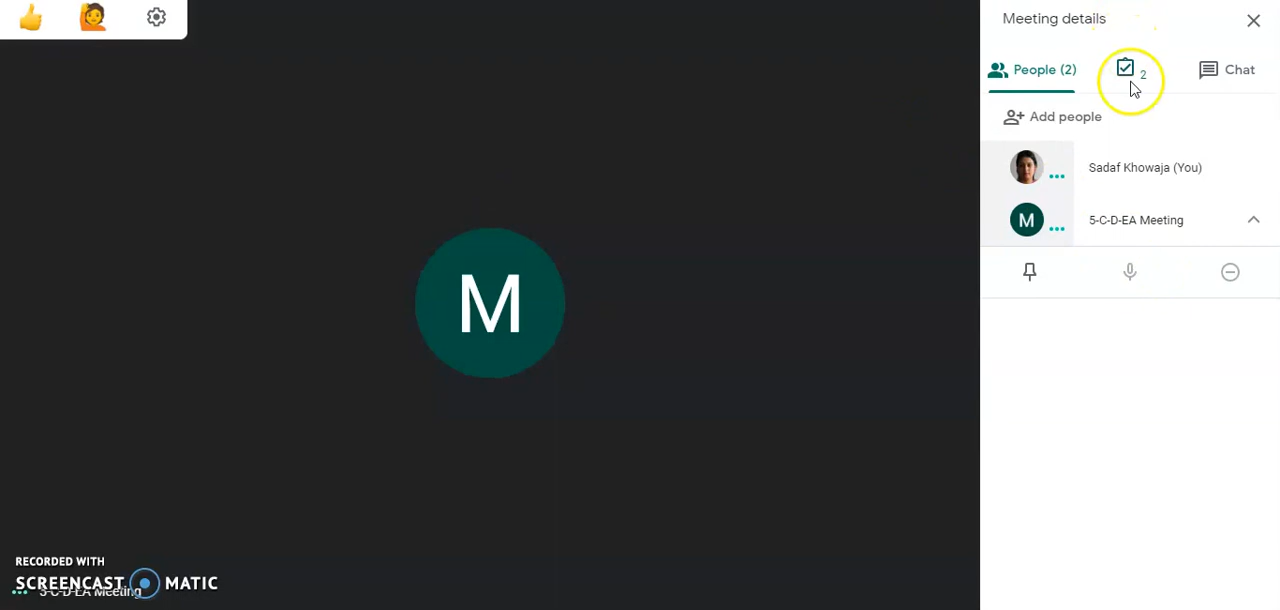 Meeting details
People (2)
2
Chat
Add people
Sadaf Khowaja (You)
M
5-C-D-EA Meeting
M
RECORDED WITH
SCREENCAST MATIC
5-C-D-EA Meeting